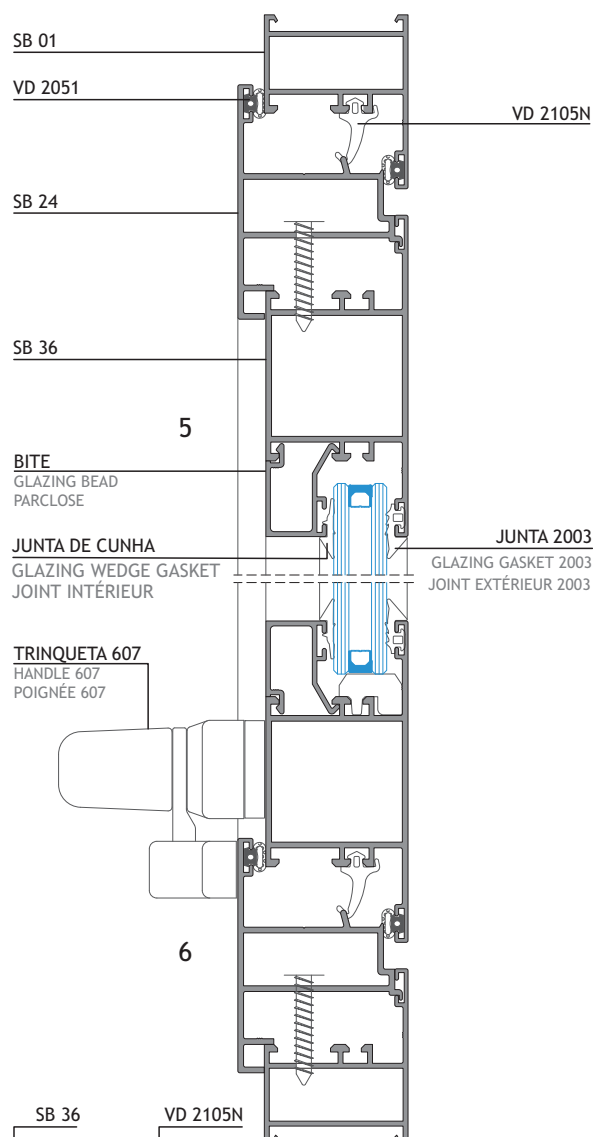 SB 01
VD 2051
VD 2105N
SB 24
SB 36
5
BITE
GLAZING BEAD
PARCLOSE
JUNTA DE CUNHA
GLAZING WEDGE GASKET
JOINT INTÉRIEUR
JUNTA 2003
GLAZING GASKET 2003
JOINT EXTÉRIEUR 2003
TRINQUETA 607
HANDLE 607
POIGNÉE 607
6
SB 36
VD 2105N